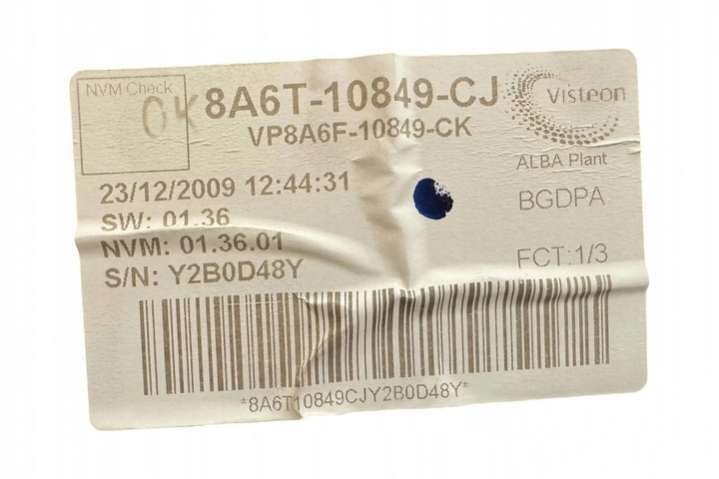 NVM Check
OK
8A6T-10849-CJ
VP8A6F-10849-CK
Visteon
ALBA Plant
23/12/2009 12:44:31
BGDPA
SW: 01.36
NVM: 01.36.01
FCT:1/3
S/N: Y2B0D48Y
*8A6T10849CJY2B0D48Y*